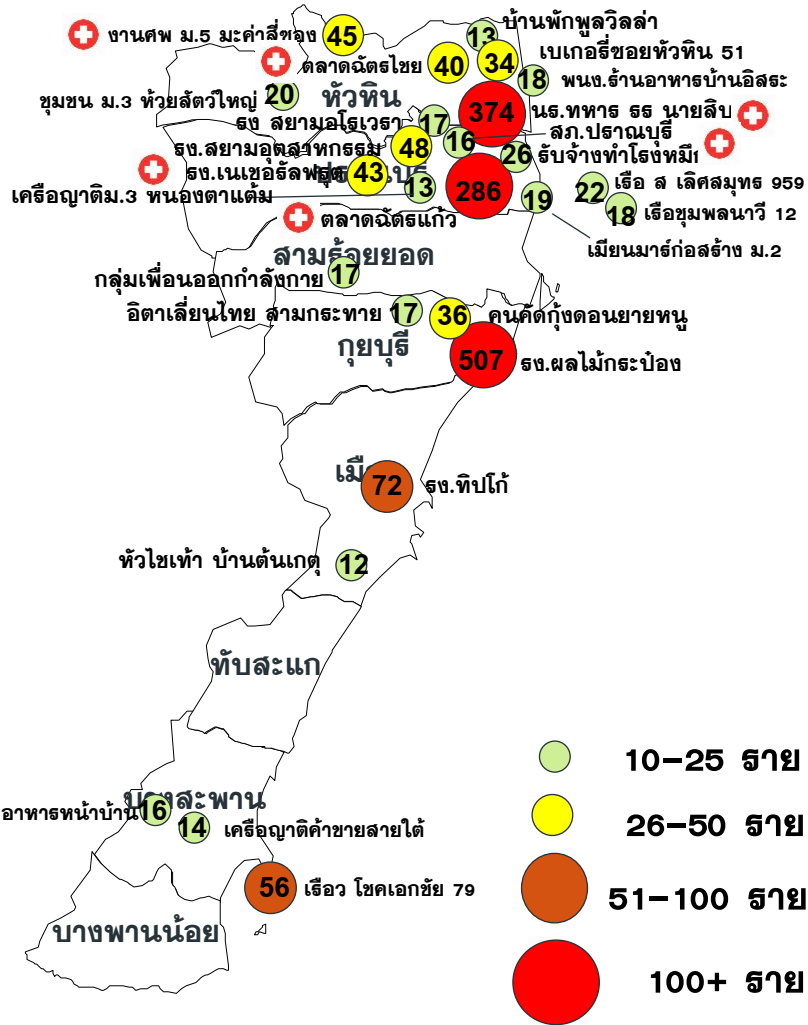 บ้านพักพูลวิลล่า
งานศพ ม.5 มะค่าสี่ซอง
45
13
เบเกอรี่ซอยหัวหิน 51
ตลาดฉัตรไชย
40
34
18
พนง.ร้านอาหารบ้านอิสระ
ชุมชน ม.3 ห้วยสัตว์ใหญ่
20
หัวหิน
374
นร.ทหาร รร นายสิบ
รง สยามอโรเวรา
17
สภ.ปราณบุรี
รง.สยามอุตสาหกรรม
48
16
26
รับจ้างทำโรงหมี
รง.เนเชอรัลฟรุต
43
286
เครือญาติม.3 หนองตาแต้ม
13
19
22
เรือ ส เลิศสมุทร 959
18
เรือชุมพลนาวี 12
ตลาดฉัตรแก้ว
เมียนมาร์ก่อสร้าง ม.2
สามร้อยยอด
กลุ่มเพื่อนออกกำลังกาย
17
อิตาเลี่ยนไทย สามกระทาย
17
36
คนคัดกุ้งดอนยายหนู
กุยบุรี
507
รง.ผลไม้กระป๋อง
72
รง.ทิปโก้
หัวไชเท้า บ้านต้นเกตุ
12
ทับสะแก
10-25 ราย
บางสะพาน
อาหารหน้าบ้าน
16
14
เครือญาติค้าขายสายใต้
26-50 ราย
56
เรือว โชคเอกชัย 79
51-100 ราย
บางพานน้อย
100+ ราย